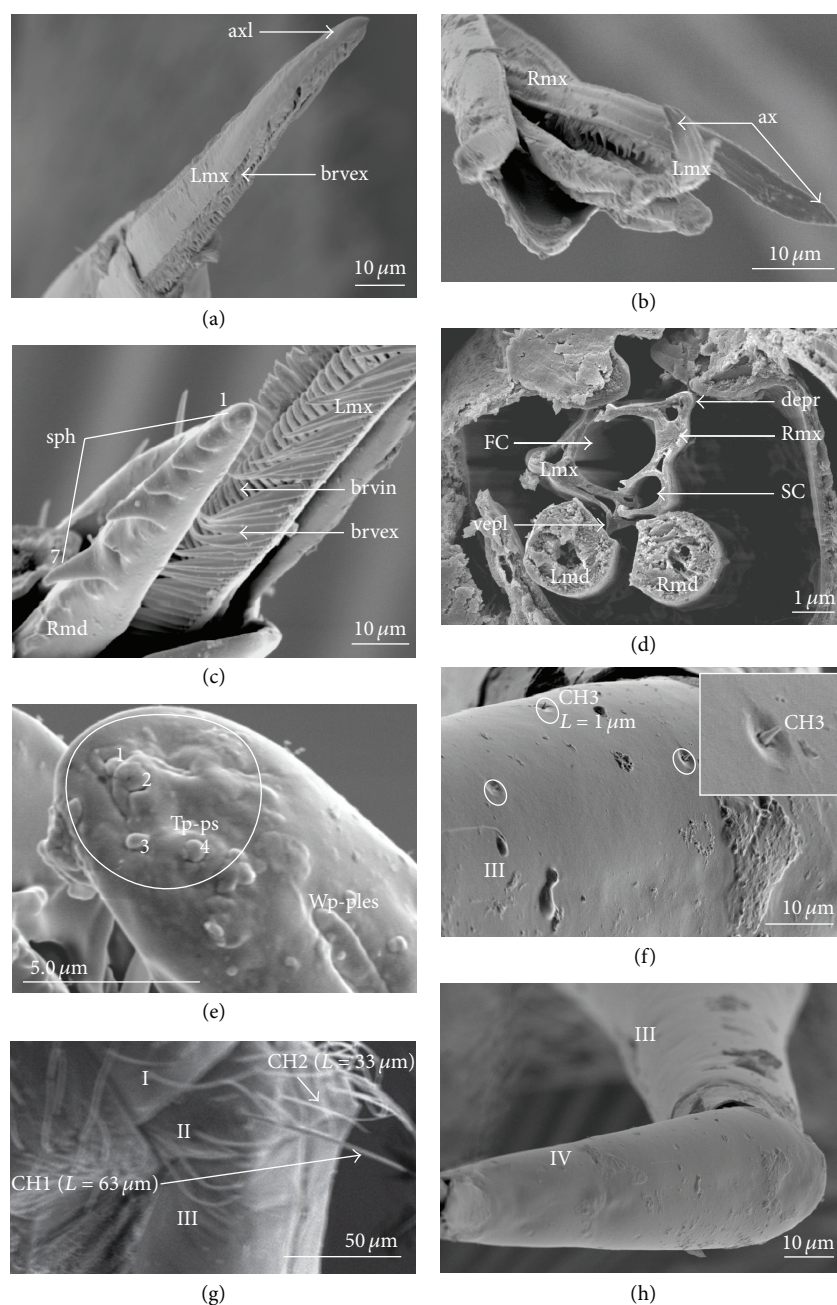 axl
Lmx
brvex
10 μm
(a)
Rmx
ax
Lmx
10 μm
(b)
1
sph
Lmx
brvin
brvex
7
Rmd
10 μm
(c)
depr
FC
Rmx
Lmx
SC
vepl
Lmd
Rmd
1 μm
(d)
1
2
Tp-ps
3
4
Wp-ples
5.0 μm
(e)
CH3
L = 1 μm
CH3
III
10 μm
(f)
I
CH2 (L = 33 μm)
II
CH1 (L = 63 μm)
III
50 μm
(g)
III
IV
10 μm
(h)